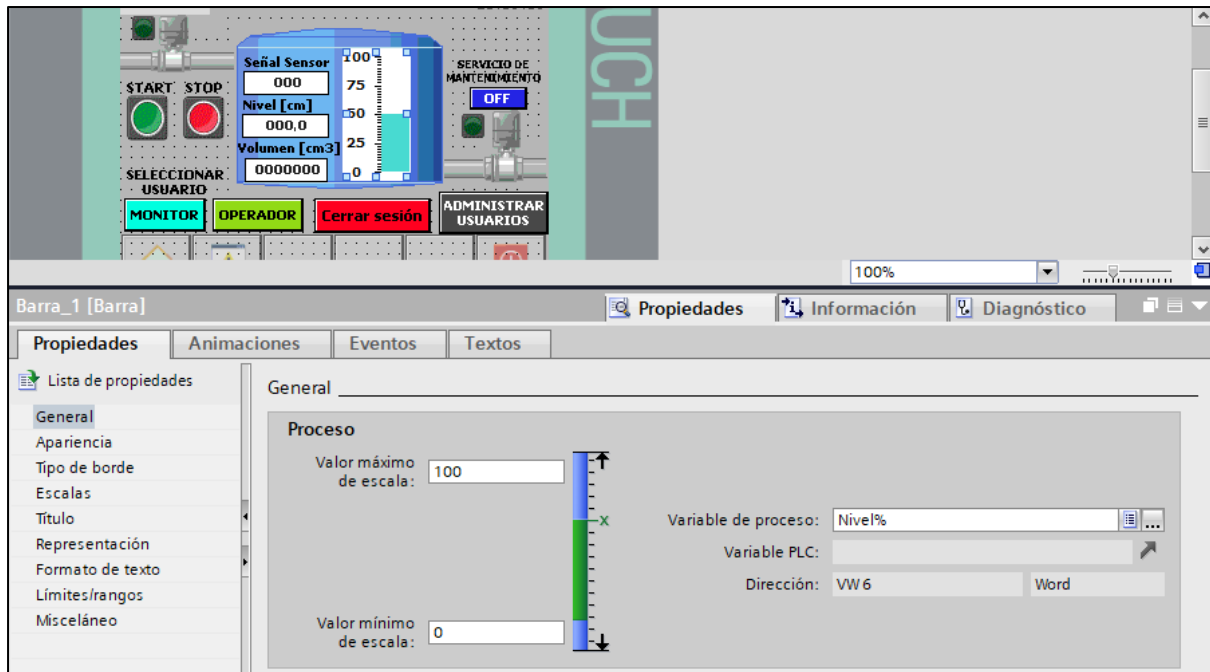 UCH
Señal Sensor
000
Nivel [cm]
000,0
Volumen [cm3]
0000000
100
75
50
25
0
START STOP
SERVICIO DE
MANTENIMIENTO
OFF
SELECCIONAR
USUARIO
MONITOR
OPERADOR
Cerrar sesión
ADMINISTRAR
USUARIOS
100%
Barra_1 [Barra]
Propiedades
Información
Diagnóstico
Propiedades
Animaciones
Eventos
Textos
Lista de propiedades
General
Apariencia
Tipo de borde
Escalas
Título
Representación
Formato de texto
Límites/rangos
Misceláneo
General
Proceso
Valor máximo
de escala:
100
X
Variable de proceso:
Nivel%
...
Variable PLC:
Dirección:
VW 6
Word
Valor mínimo
de escala:
0